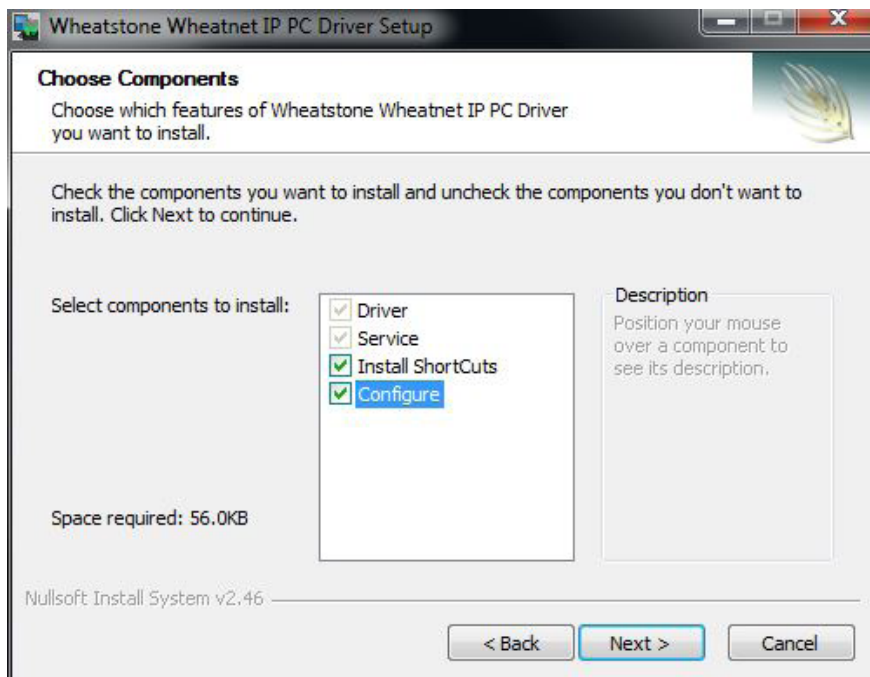 Wheatstone Wheatnet IP PC Driver Setup
Choose Components
Choose which features of Wheatstone Wheatnet IP PC Driver
you want to install.
Check the components you want to install and uncheck the components you don't want to
install. Click Next to continue.
Select components to install:
Driver
Service
Install ShortCuts
Configure
Description
Position your mouse
over a component to
see its description.
Space required: 56.0KB
Nullsoft Install System v2.46
< Back
Next >
Cancel